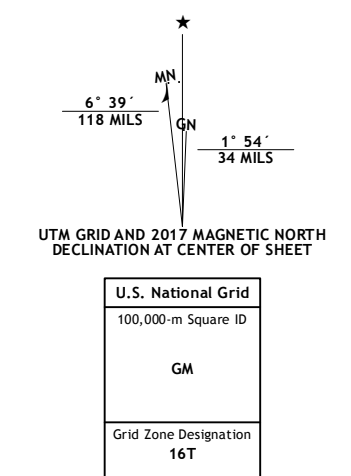 ★
MN
6° 39´
118 MILS
GN
1° 54´
34 MILS
UTM GRID AND 2017 MAGNETIC NORTH
DECLINATION AT CENTER OF SHEET
U.S. National Grid
100,000-m Square ID
GM
Grid Zone Designation
16T